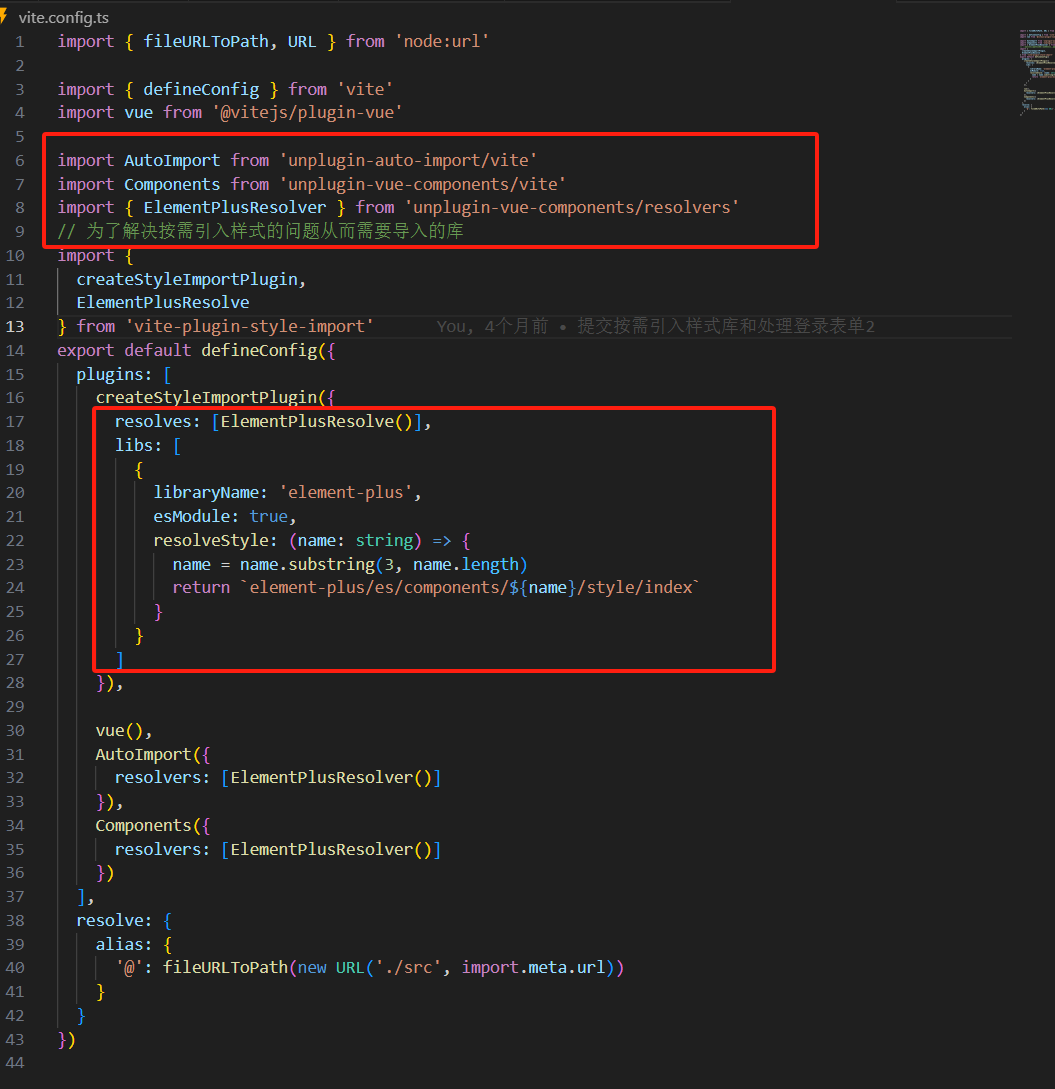 vite.config.ts
1 import { fileURLToPath, URL } from 'node:url'
2
3 import { defineConfig } from 'vite'
4 import vue from '@vitejs/plugin-vue'
5
6 import AutoImport from 'unplugin-auto-import/vite'
7 import Components from 'unplugin-vue-components/vite'
8 import { ElementPlusResolver } from 'unplugin-vue-components/resolvers'
9 // 为了解决按需引入样式的问题从而需要导入的库
10 import {
11   createStyleImportPlugin,
12   ElementPlusResolve
13 } from 'vite-plugin-style-import' You, 4个月前 • 提交按需引入样式库和处理登录表单2
14 export default defineConfig({
15   plugins: [
16     createStyleImportPlugin({
17       resolves: [ElementPlusResolve()],
18       libs: [
19         {
20           libraryName: 'element-plus',
21           esModule: true,
22           resolveStyle: (name: string) => {
23             name = name.substring(3, name.length)
24             return `element-plus/es/components/${name}/style/index`
25           }
26         }
27       ]
28     }),
29
30     vue(),
31     AutoImport({
32       resolvers: [ElementPlusResolver()]
33     }),
34     Components({
35       resolvers: [ElementPlusResolver()]
36     })
37   ],
38   resolve: {
39     alias: {
40       '@': fileURLToPath(new URL('./src', import.meta.url))
41     }
42   }
43 })
44